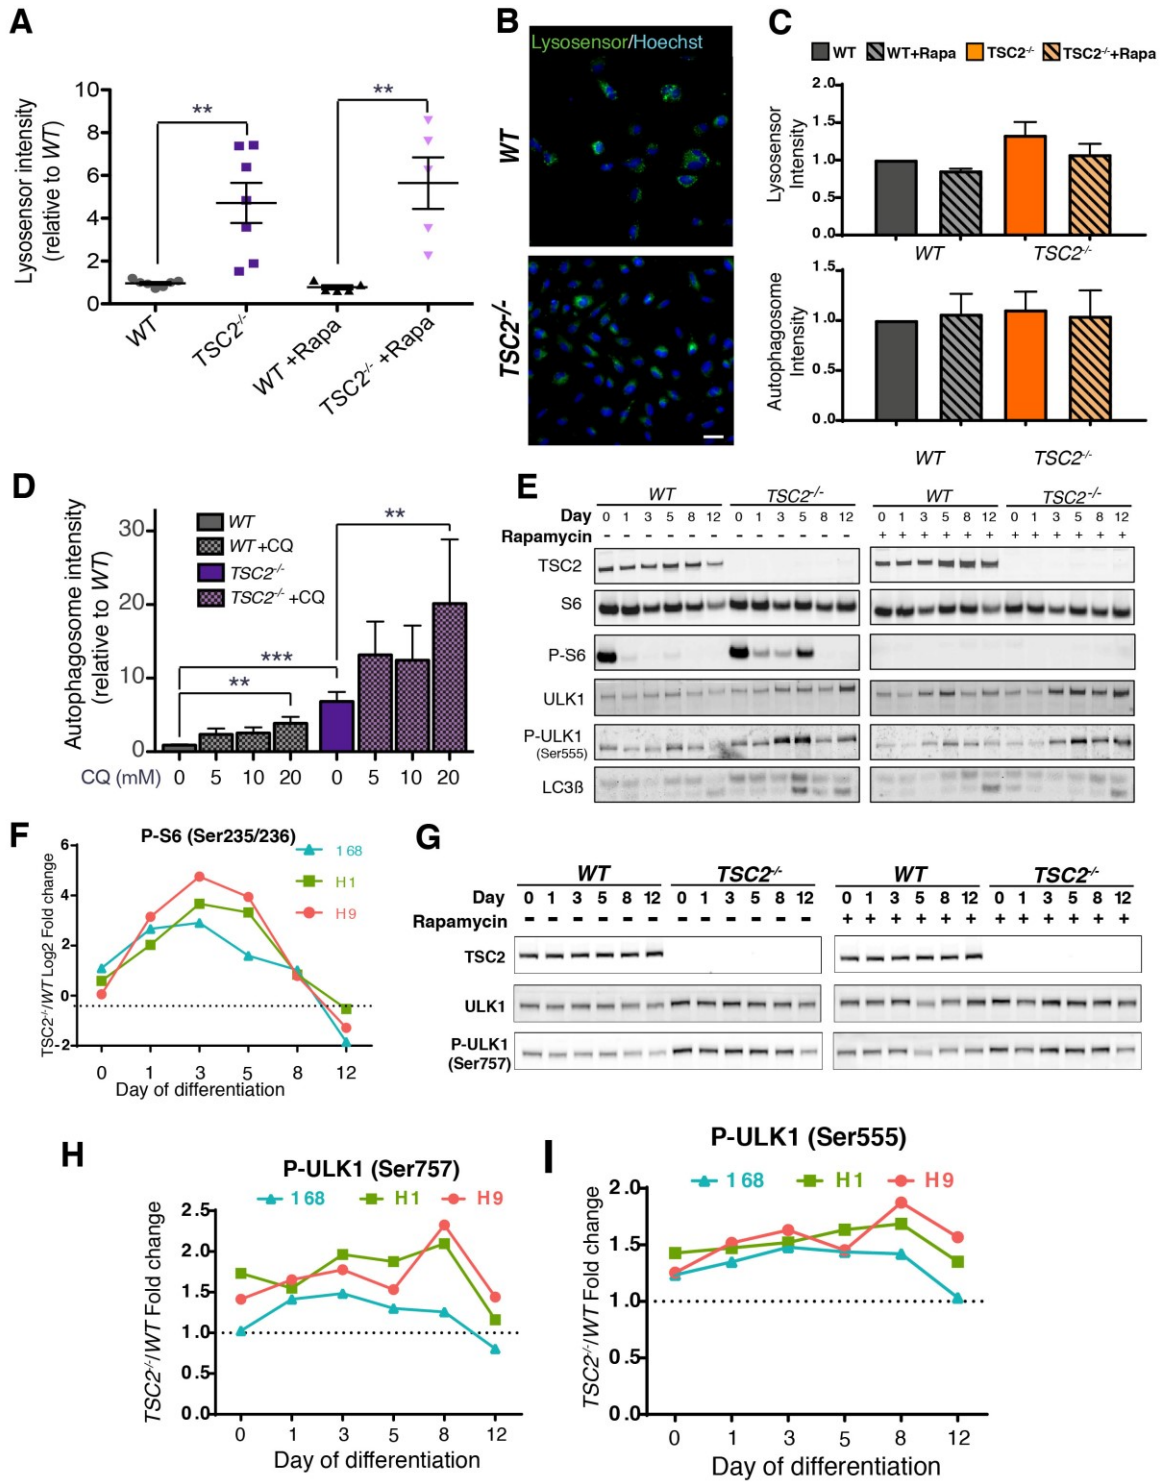 A
Lysosensor intensity
(relative to WT)
10
8
6
4
2
0
**
**
WT
TSC2-/-
WT +Rapa
TSC2-/- +Rapa
B
Lysosensor/Hoechst
WT
TSC2-/-
C
WT
WT+Rapa
TSC2-/-
TSC2-/-+Rapa
Lysosensor
Intensity
2.0
1.5
1.0
0.5
0.0
WT
TSC2-/-
Autophagosome
Intensity
1.5
1.0
0.5
0.0
WT
TSC2-/-
D
Autophagosome intensity
(relative to WT)
30
20
10
0
WT
WT+CQ
TSC2-/-
TSC2-/- +CQ
**
***
**
CQ (mM) 0 5 10 20 0 5 10 20
E
WT TSC2-/- WT TSC2-/-
Day 0 1 3 5 8 12 0 1 3 5 8 12 0 1 3 5 8 12 0 1 3 5 8 12
Rapamycin - - - - - - - - - - - - + + + + + + + + + + + +
TSC2
S6
P-S6
ULK1
P-ULK1
(Ser555)
LC3ß
F
P-S6 (Ser235/236)
168
H1
H9
TSC2-/-/WT Log2 Fold change
6
4
2
0
-2
0 1 3 5 8 12
Day of differentiation
G
WT TSC2-/- WT TSC2-/-
Day 0 1 3 5 8 12 0 1 3 5 8 12 0 1 3 5 8 12 0 1 3 5 8 12
Rapamycin - - - - - - - - - - - - + + + + + + + + + + + +
TSC2
ULK1
P-ULK1
(Ser757)
H
P-ULK1 (Ser757)
168 H1 H9
TSC2-/-/WT Fold change
2.5
2.0
1.5
1.0
0.5
0.0
0 1 3 5 8 12
Day of differentiation
I
P-ULK1 (Ser555)
168 H1 H9
TSC2-/-/WT Fold change
2.0
1.5
1.0
0.5
0.0
0 1 3 5 8 12
Day of differentiation